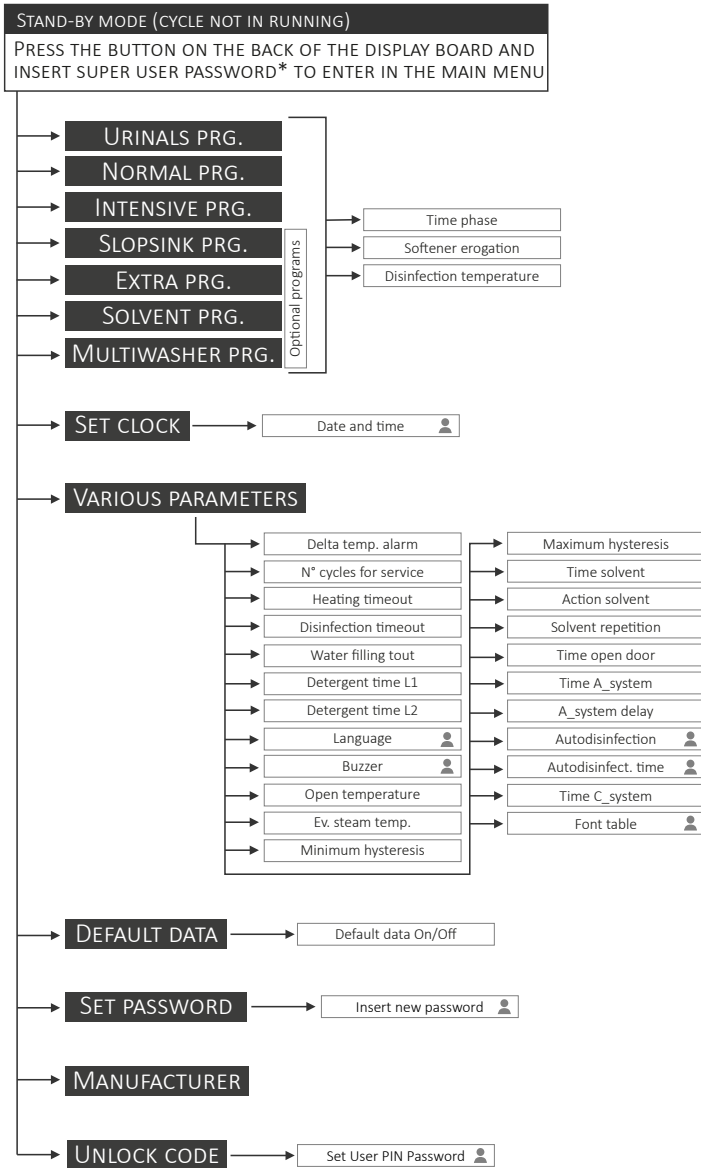 STAND-BY MODE (CYCLE NOT IN RUNNING)
PRESS THE BUTTON ON THE BACK OF THE DISPLAY BOARD AND
INSERT SUPER USER PASSWORD* TO ENTER IN THE MAIN MENU
URINALS PRG.
NORMAL PRG.
INTENSIVE PRG.
SLOPSINK PRG.
EXTRA PRG.
SOLVENT PRG.
MULTIWASHER PRG.
Optional programs
Time phase
Softener erogation
Disinfection temperature
SET CLOCK
Date and time
VARIOUS PARAMETERS
Delta temp. alarm
N° cycles for service
Heating timeout
Disinfection timeout
Water filling tout
Detergent time L1
Detergent time L2
Language
Buzzer
Open temperature
Ev. steam temp.
Minimum hysteresis
Maximum hysteresis
Time solvent
Action solvent
Solvent repetition
Time open door
Time A_system
A_system delay
Autodisinfection
Autodisinfect. time
Time C_system
Font table
DEFAULT DATA
Default data On/Off
SET PASSWORD
Insert new password
MANUFACTURER
UNLOCK CODE
Set User PIN Password